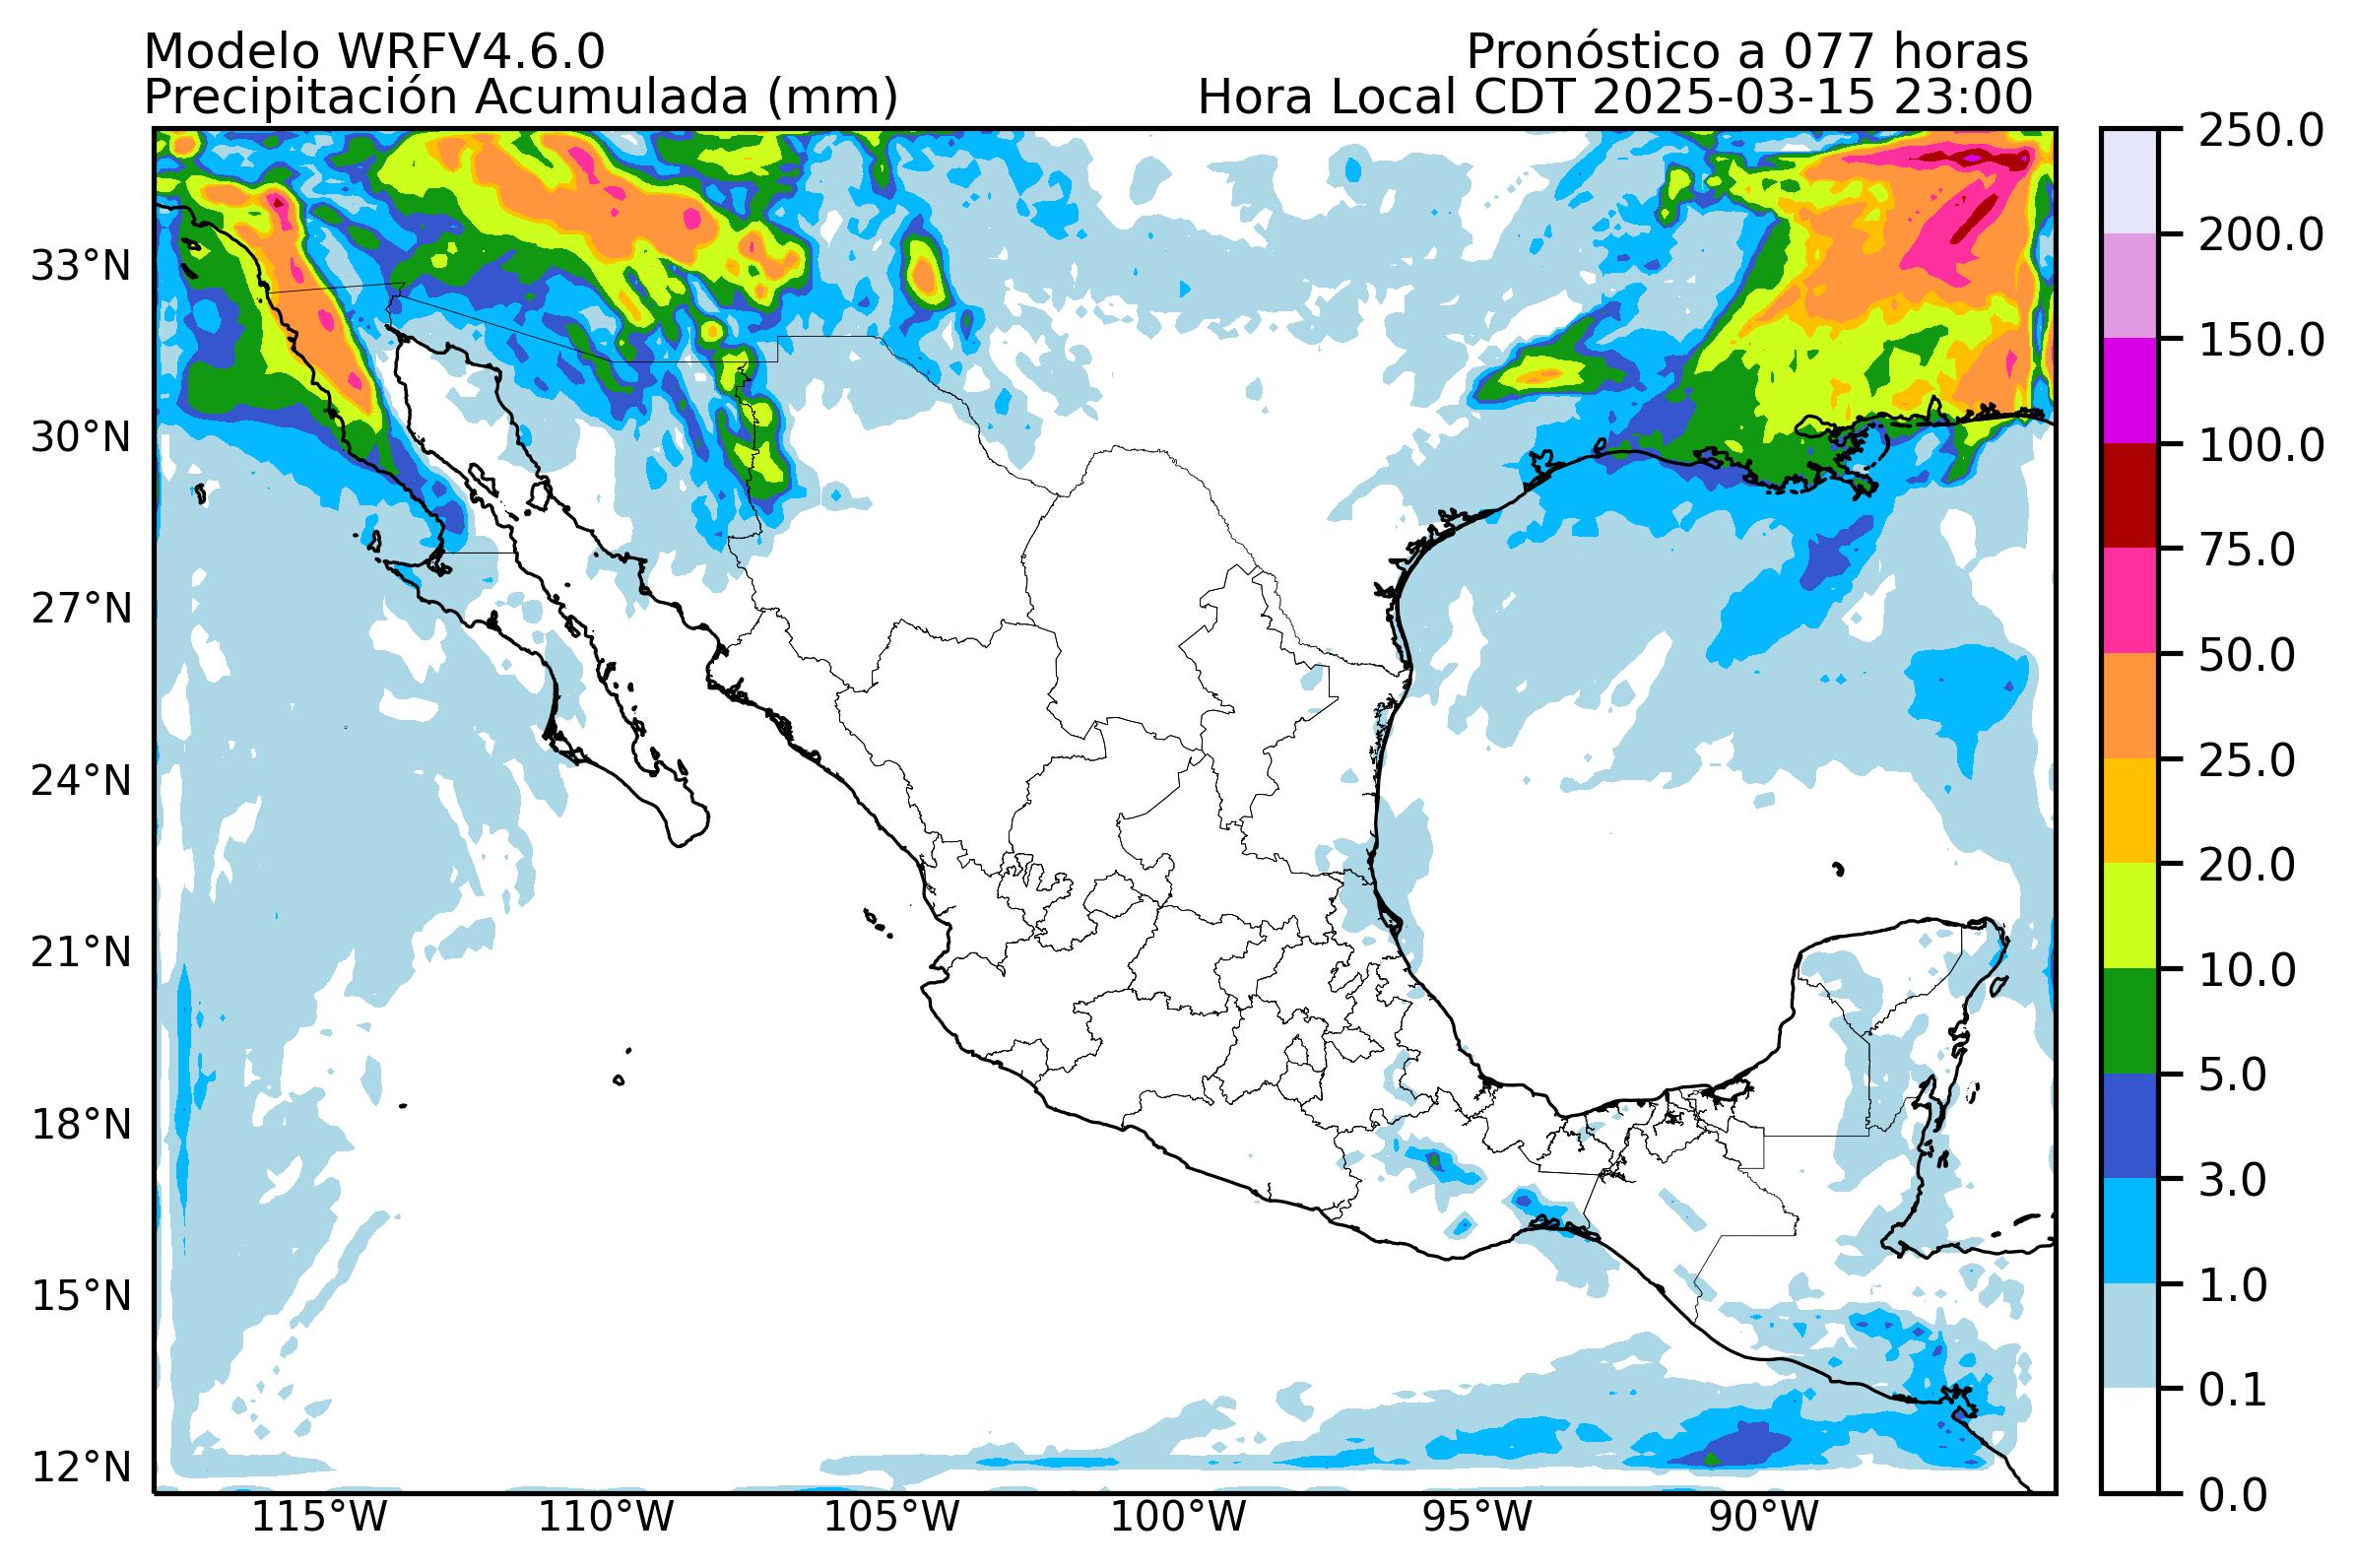 Modelo WRFV4.6.0
Pronóstico a 077 horas
Precipitación Acumulada (mm)
Hora Local CDT 2025-03-15 23:00
250.0
200.0
150.0
100.0
75.0
50.0
25.0
20.0
10.0
5.0
3.0
1.0
0.1
0.0
33°N
30°N
27°N
24°N
21°N
18°N
15°N
12°N
115°W
110°W
105°W
100°W
95°W
90°W